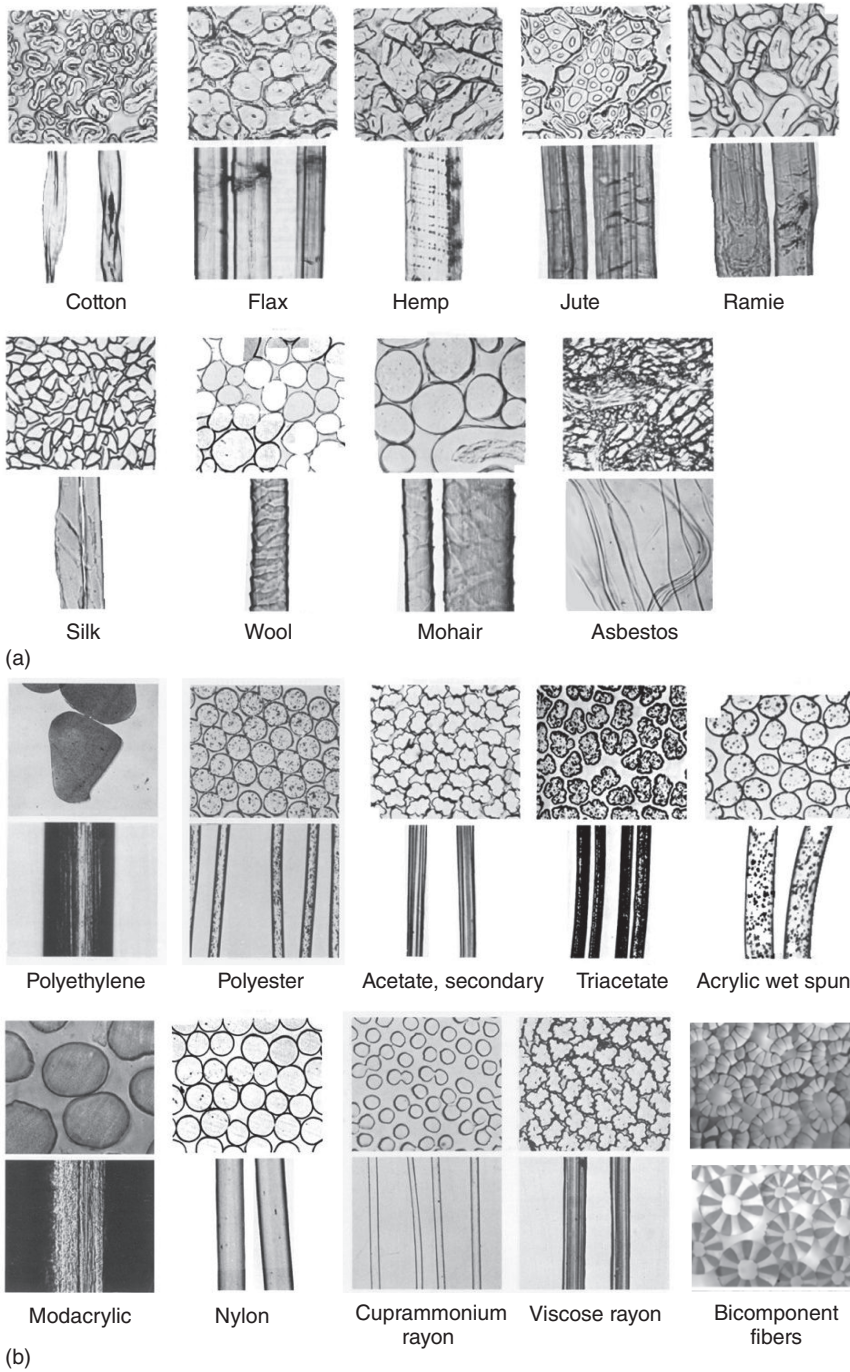 Cotton Flax Hemp Jute Ramie
Silk Wool Mohair Asbestos
(a)
Polyethylene Polyester Acetate, secondary Triacetate Acrylic wet spun
Modacrylic Nylon Cuprammonium rayon Viscose rayon Bicomponent fibers
(b)